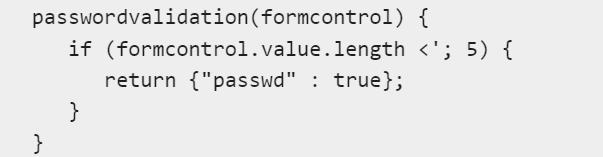 passwordvalidation(formcontrol) {
if (formcontrol.value.length <'; 5) {
return {"passwd" : true};
}
}